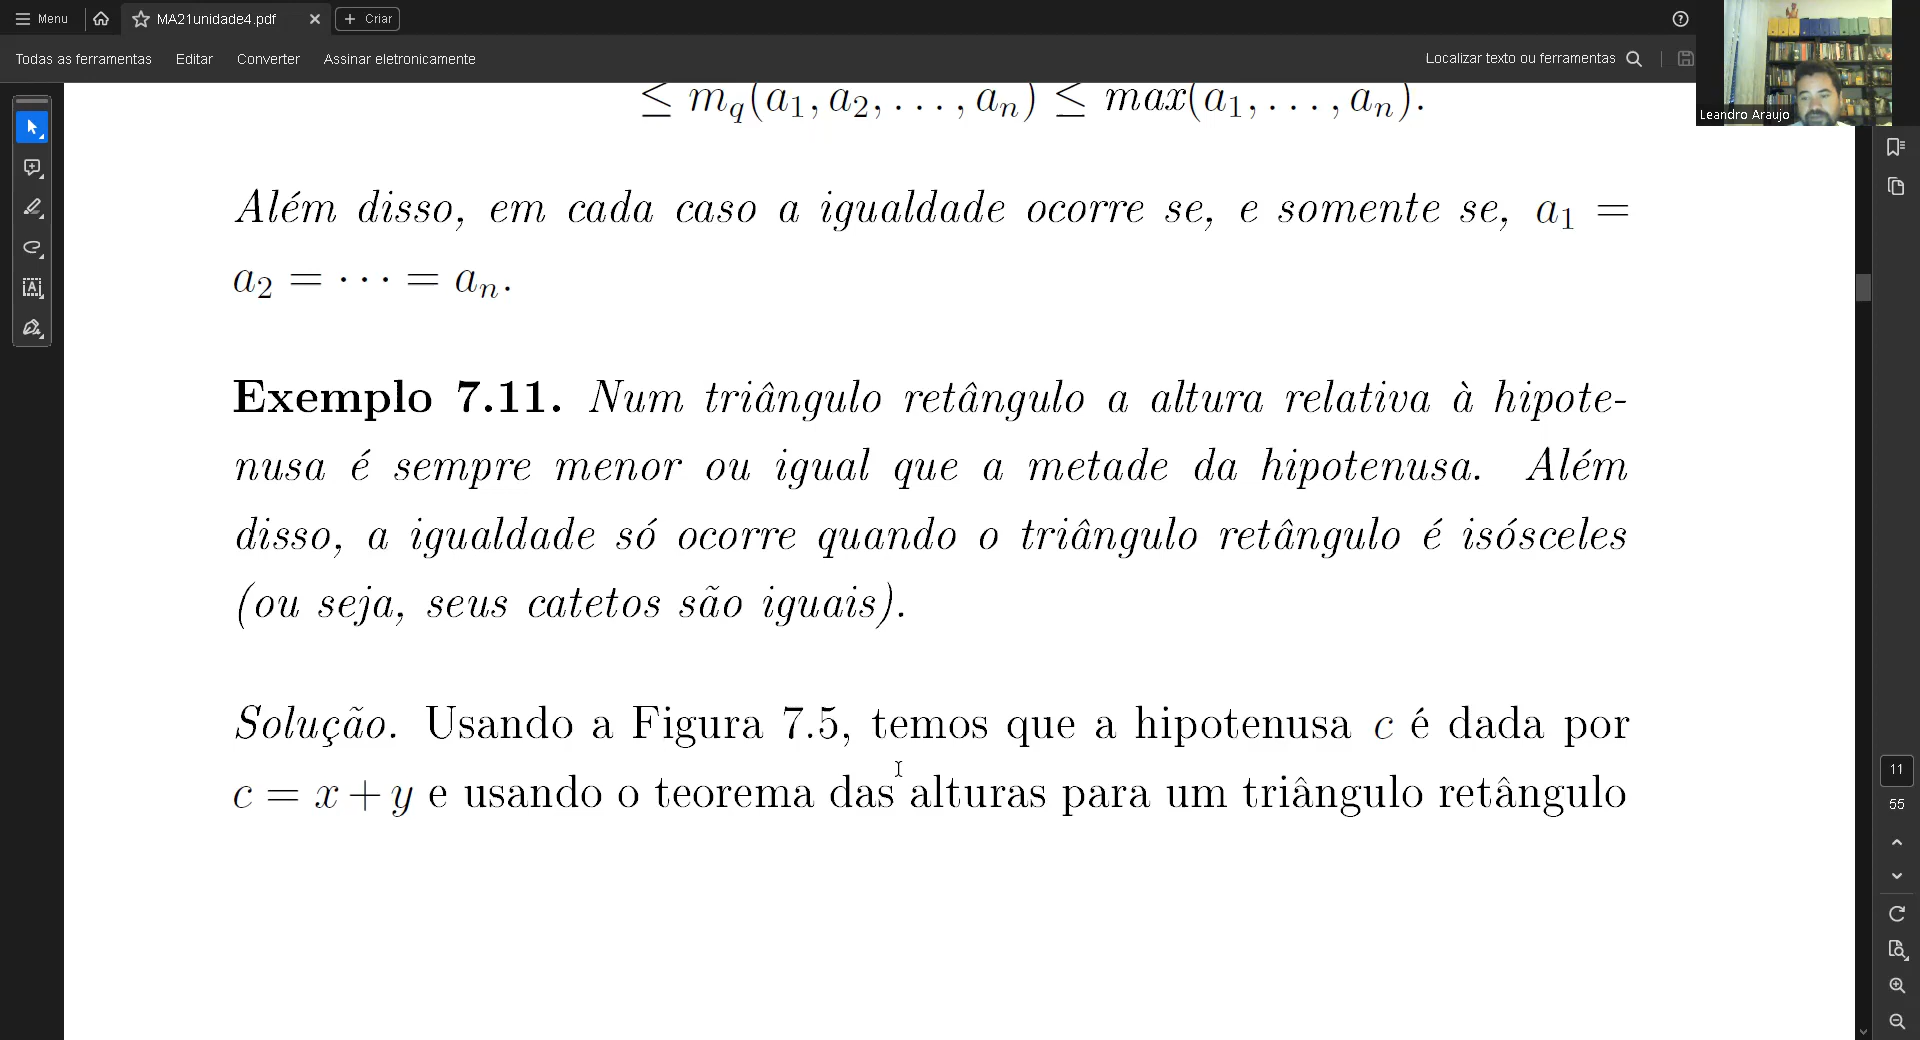 Menu
MA21unidade4.pdf
Criar
Todas as ferramentas Editar Converter Assinar eletronicamente
Localizar texto ou ferramentas
Leandro Araujo
≤ m_q(a_1, a_2, . . . , a_n) ≤ max(a_1, . . . , a_n).
Além disso, em cada caso a igualdade ocorre se, e somente se, a_1 =
a_2 = · · · = a_n.
Exemplo 7.11. Num triângulo retângulo a altura relativa à hipote-
nusa é sempre menor ou igual que a metade da hipotenusa. Além
disso, a igualdade só ocorre quando o triângulo retângulo é isósceles
(ou seja, seus catetos são iguais).
Solução. Usando a Figura 7.5, temos que a hipotenusa c é dada por
c = x + y e usando o teorema das alturas para um triângulo retângulo
11
55